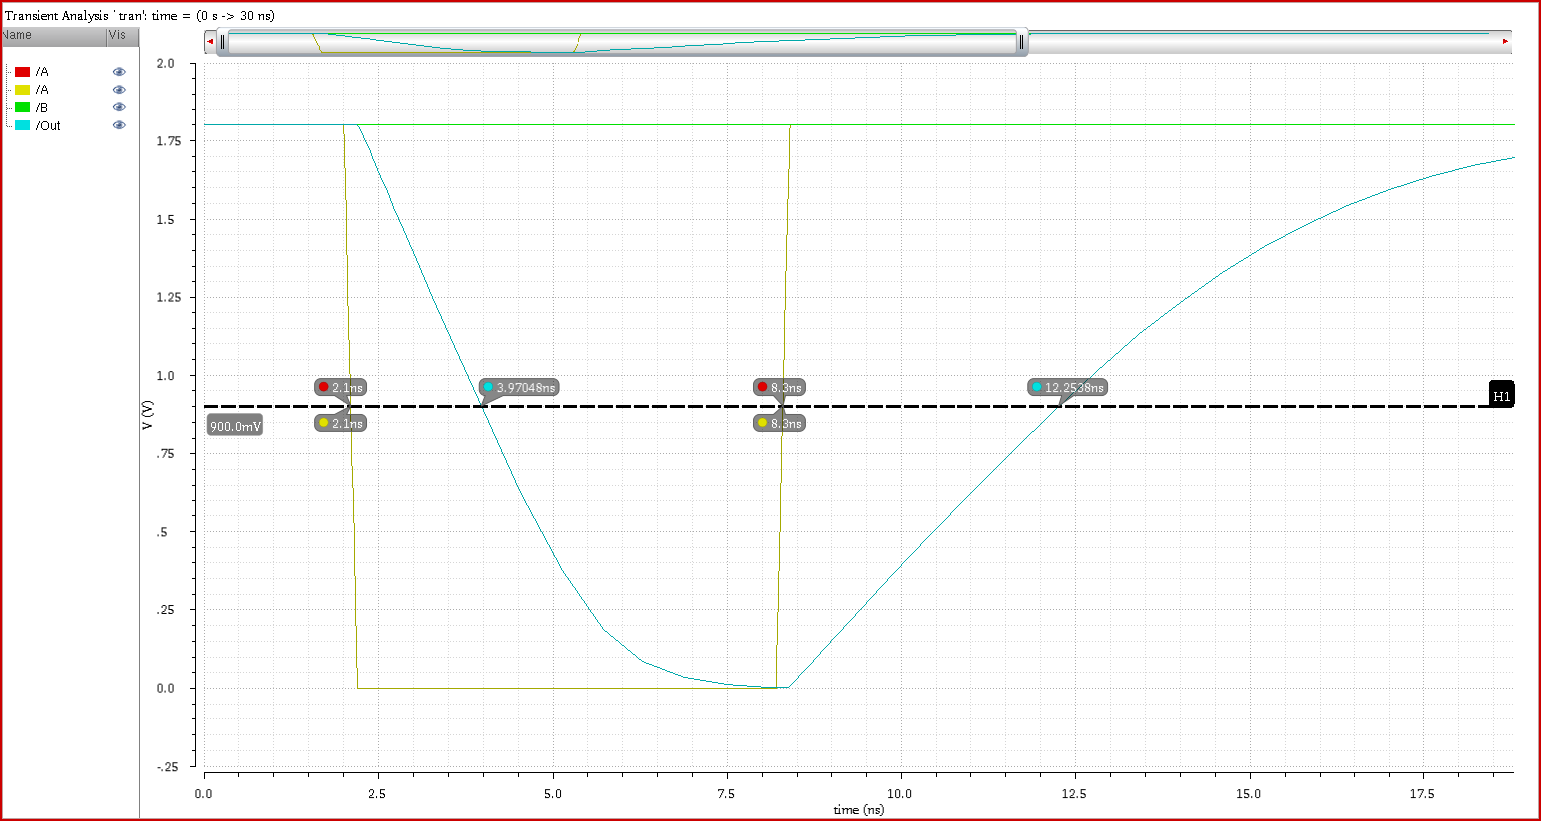 Transient Analysis `tran': time = (0 s -> 30 ns)
Name Vis
/A
/A
/B
/Out
2.0
1.75
1.5
1.25
1.0
.75
.5
.25
0.0
-.25
V (V)
2.1ns
3.97048ns
8.3ns
12.2538ns
H1
900.0mV
2.1ns
8.3ns
0.0 2.5 5.0 7.5 10.0 12.5 15.0 17.5
time (ns)